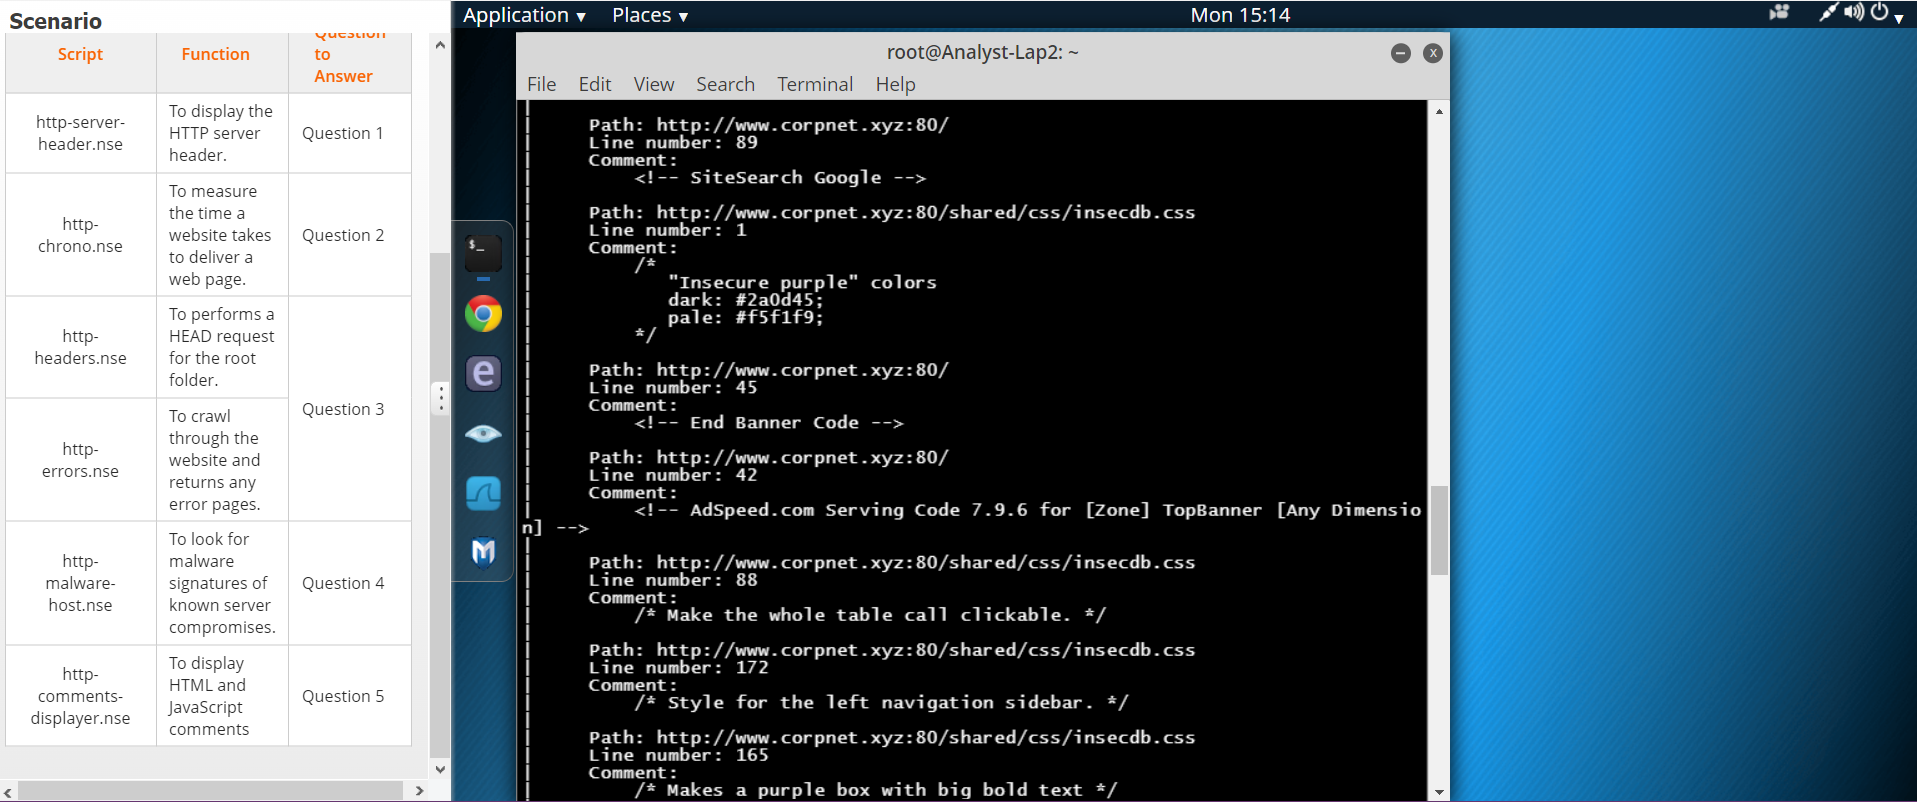 Scenario
Script
Function
Question
to
Answer
http-server-
header.nse
To display the
HTTP server
header.
Question 1
http-
chrono.nse
To measure
the time a
website takes
to deliver a
web page.
Question 2
http-
headers.nse
To performs a
HEAD request
for the root
folder.
Question 3
http-
errors.nse
To crawl
through the
website and
returns any
error pages.
http-
malware-
host.nse
To look for
malware
signatures of
known server
compromises.
Question 4
http-
comments-
displayer.nse
To display
HTML and
JavaScript
comments
Question 5
Application ▾ Places ▾ Mon 15:14
root@Analyst-Lap2: ~
File Edit View Search Terminal Help
| Path: http://www.corpnet.xyz:80/
| Line number: 89
| Comment:
| <!-- SiteSearch Google -->
|
| Path: http://www.corpnet.xyz:80/shared/css/insecdb.css
| Line number: 1
| Comment:
| /*
| "Insecure purple" colors
| dark: #2a0d45;
| pale: #f5f1f9;
| */
|
| Path: http://www.corpnet.xyz:80/
| Line number: 45
| Comment:
| <!-- End Banner Code -->
|
| Path: http://www.corpnet.xyz:80/
| Line number: 42
| Comment:
| <!-- AdSpeed.com Serving Code 7.9.6 for [Zone] TopBanner [Any Dimensio
n] -->
|
| Path: http://www.corpnet.xyz:80/shared/css/insecdb.css
| Line number: 88
| Comment:
| /* Make the whole table call clickable. */
|
| Path: http://www.corpnet.xyz:80/shared/css/insecdb.css
| Line number: 172
| Comment:
| /* Style for the left navigation sidebar. */
|
| Path: http://www.corpnet.xyz:80/shared/css/insecdb.css
| Line number: 165
| Comment:
| /* Makes a purple box with big bold text */
$_
e
M